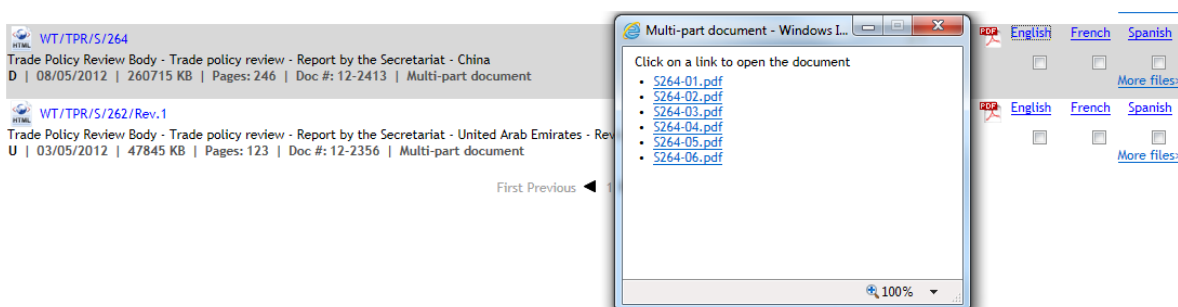 HTML WT/TPR/S/264
Trade Policy Review Body - Trade policy review - Report by the Secretariat - China
D | 08/05/2012 | 260715 KB | Pages: 246 | Doc #: 12-2413 | Multi-part document
PDF English French Spanish
More files»
HTML WT/TPR/S/262/Rev.1
Trade Policy Review Body - Trade policy review - Report by the Secretariat - United Arab Emirates - Rev
U | 03/05/2012 | 47845 KB | Pages: 123 | Doc #: 12-2356 | Multi-part document
PDF English French Spanish
More files»
First Previous ◄ 1
Multi-part document - Windows I...
Click on a link to open the document
• S264-01.pdf
• S264-02.pdf
• S264-03.pdf
• S264-04.pdf
• S264-05.pdf
• S264-06.pdf
100%